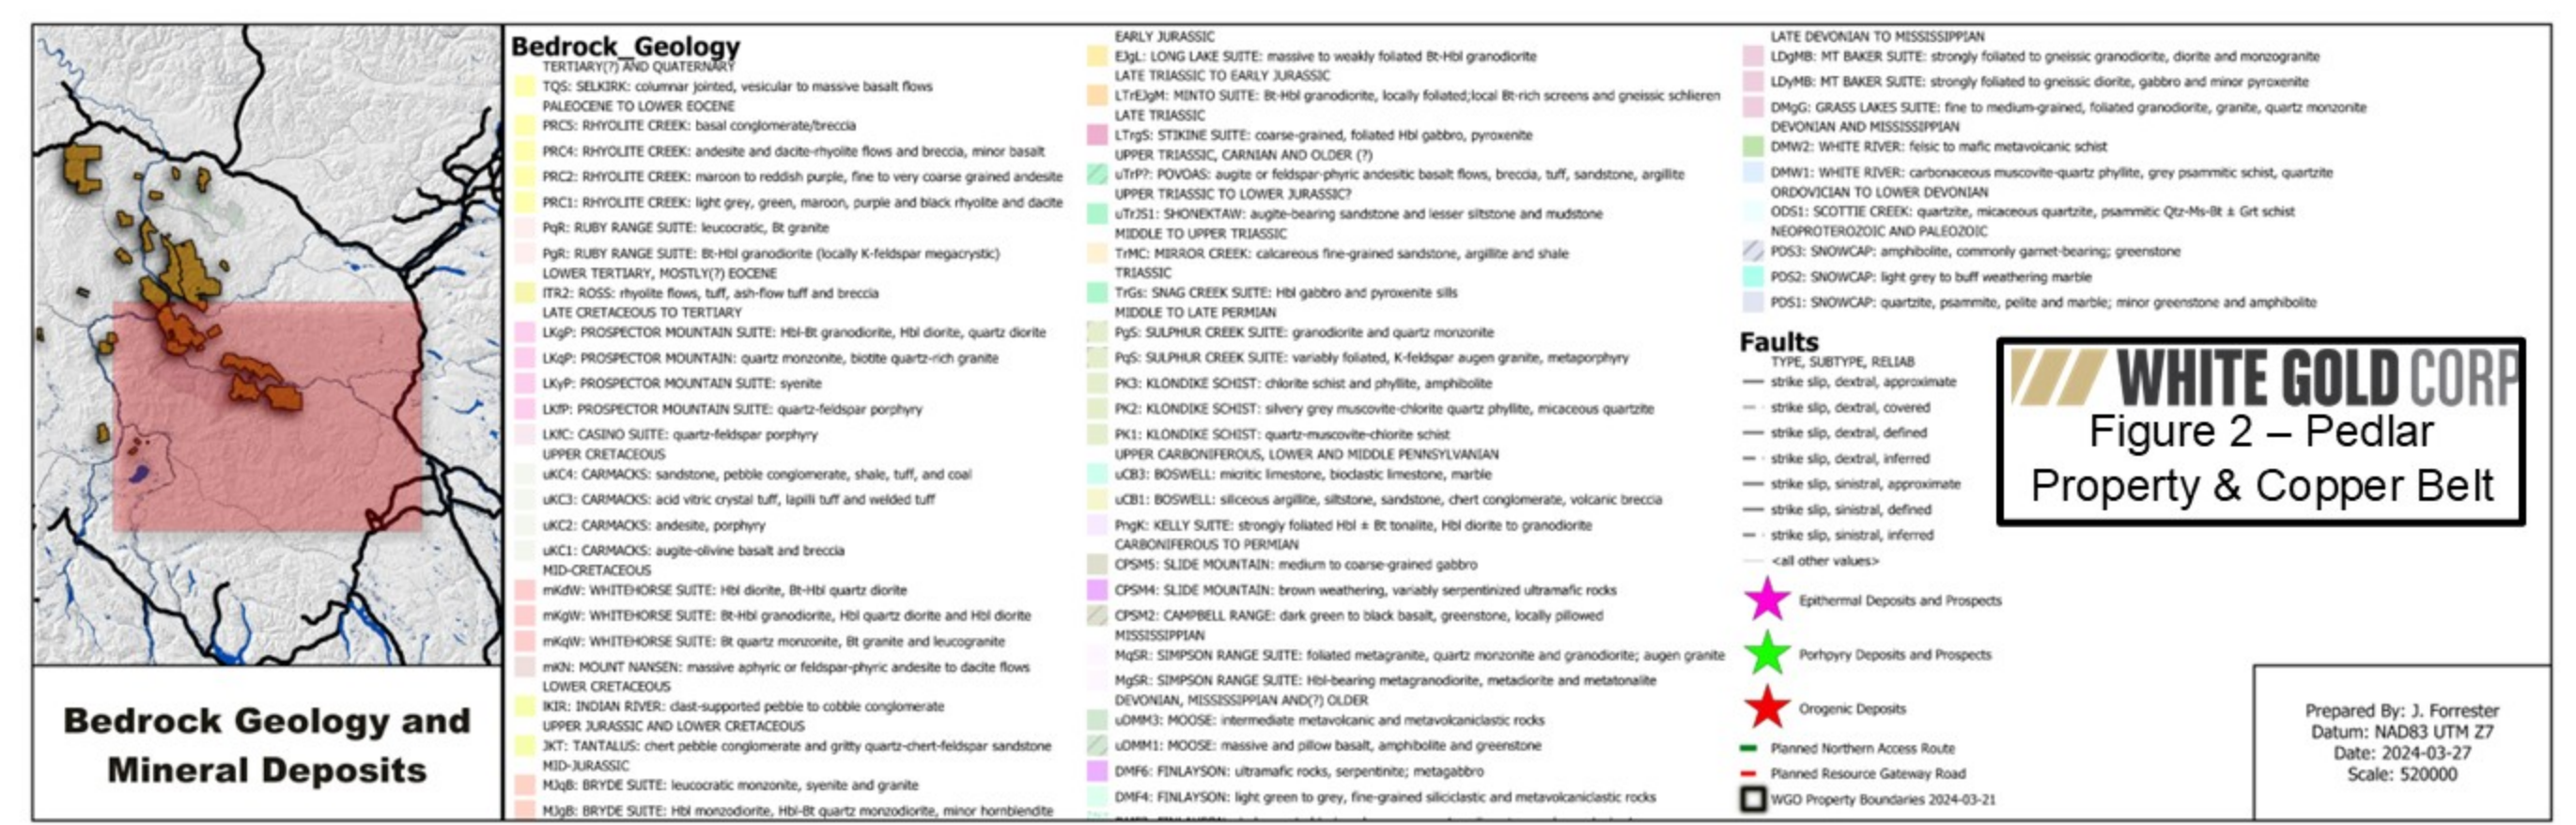 Bedrock Geology and
Mineral Deposits
Bedrock_Geology
TERTIARY(?) AND QUATERNARY
TQS: SELKIRK: columnar jointed, vesicular to massive basalt flows
PALEOCENE TO LOWER EOCENE
PRC5: RHYOLITE CREEK: basal conglomerate/breccia
PRC4: RHYOLITE CREEK: andesite and dacite-rhyolite flows and breccia, minor basalt
PRC2: RHYOLITE CREEK: maroon to reddish purple, fine to very coarse grained andesite
PRC1: RHYOLITE CREEK: light grey, green, maroon, purple and black rhyolite and dacite
PqR: RUBY RANGE SUITE: leucocratic, Bt granite
PgR: RUBY RANGE SUITE: Bt-Hbl granodiorite (locally K-feldspar megacrystic)
LOWER TERTIARY, MOSTLY(?) EOCENE
lTR2: ROSS: rhyolite flows, tuff, ash-flow tuff and breccia
LATE CRETACEOUS TO TERTIARY
LKgP: PROSPECTOR MOUNTAIN SUITE: Hbl-Bt granodiorite, Hbl diorite, quartz diorite
LKqP: PROSPECTOR MOUNTAIN: quartz monzonite, biotite quartz-rich granite
LKyP: PROSPECTOR MOUNTAIN SUITE: syenite
LKfP: PROSPECTOR MOUNTAIN SUITE: quartz-feldspar porphyry
LKfC: CASINO SUITE: quartz-feldspar porphyry
UPPER CRETACEOUS
uKC4: CARMACKS: sandstone, pebble conglomerate, shale, tuff, and coal
uKC3: CARMACKS: acid vitric crystal tuff, lapilli tuff and welded tuff
uKC2: CARMACKS: andesite, porphyry
uKC1: CARMACKS: augite-olivine basalt and breccia
MID-CRETACEOUS
mKdW: WHITEHORSE SUITE: Hbl diorite, Bt-Hbl quartz diorite
mKgW: WHITEHORSE SUITE: Bt-Hbl granodiorite, Hbl quartz diorite and Hbl diorite
mKqW: WHITEHORSE SUITE: Bt quartz monzonite, Bt granite and leucogranite
mKN: MOUNT NANSEN: massive aphyric or feldspar-phyric andesite to dacite flows
LOWER CRETACEOUS
lKIR: INDIAN RIVER: clast-supported pebble to cobble conglomerate
UPPER JURASSIC AND LOWER CRETACEOUS
JKT: TANTALUS: chert pebble conglomerate and gritty quartz-chert-feldspar sandstone
MID-JURASSIC
MJqB: BRYDE SUITE: leucocratic monzonite, syenite and granite
MJgB: BRYDE SUITE: Hbl monzodiorite, Hbl-Bt quartz monzodiorite, minor hornblendite
EARLY JURASSIC
EJgL: LONG LAKE SUITE: massive to weakly foliated Bt-Hbl granodiorite
LATE TRIASSIC TO EARLY JURASSIC
LTrEJgM: MINTO SUITE: Bt-Hbl granodiorite, locally foliated;local Bt-rich screens and gneissic schlieren
LATE TRIASSIC
LTrgS: STIKINE SUITE: coarse-grained, foliated Hbl gabbro, pyroxenite
UPPER TRIASSIC, CARNIAN AND OLDER (?)
uTrP?: POVOAS: augite or feldspar-phyric andesitic basalt flows, breccia, tuff, sandstone, argillite
UPPER TRIASSIC TO LOWER JURASSIC?
uTrJS1: SHONEKTAW: augite-bearing sandstone and lesser siltstone and mudstone
MIDDLE TO UPPER TRIASSIC
TrMC: MIRROR CREEK: calcareous fine-grained sandstone, argillite and shale
TRIASSIC
TrGs: SNAG CREEK SUITE: Hbl gabbro and pyroxenite sills
MIDDLE TO LATE PERMIAN
PgS: SULPHUR CREEK SUITE: granodiorite and quartz monzonite
PqS: SULPHUR CREEK SUITE: variably foliated, K-feldspar augen granite, metaporphyry
PK3: KLONDIKE SCHIST: chlorite schist and phyllite, amphibolite
PK2: KLONDIKE SCHIST: silvery grey muscovite-chlorite quartz phyllite, micaceous quartzite
PK1: KLONDIKE SCHIST: quartz-muscovite-chlorite schist
UPPER CARBONIFEROUS, LOWER AND MIDDLE PENNSYLVANIAN
uCB3: BOSWELL: micritic limestone, bioclastic limestone, marble
uCB1: BOSWELL: siliceous argillite, siltstone, sandstone, chert conglomerate, volcanic breccia
PngK: KELLY SUITE: strongly foliated Hbl ± Bt tonalite, Hbl diorite to granodiorite
CARBONIFEROUS TO PERMIAN
CPSM5: SLIDE MOUNTAIN: medium to coarse-grained gabbro
CPSM4: SLIDE MOUNTAIN: brown weathering, variably serpentinized ultramafic rocks
CPSM2: CAMPBELL RANGE: dark green to black basalt, greenstone, locally pillowed
MISSISSIPPIAN
MqSR: SIMPSON RANGE SUITE: foliated metagranite, quartz monzonite and granodiorite; augen granite
MgSR: SIMPSON RANGE SUITE: Hbl-bearing metagranodiorite, metadiorite and metatonalite
DEVONIAN, MISSISSIPPIAN AND(?) OLDER
uDMM3: MOOSE: intermediate metavolcanic and metavolcaniclastic rocks
uDMM1: MOOSE: massive and pillow basalt, amphibolite and greenstone
DMF6: FINLAYSON: ultramafic rocks, serpentinite; metagabbro
DMF4: FINLAYSON: light green to grey, fine-grained siliciclastic and metavolcaniclastic rocks
LATE DEVONIAN TO MISSISSIPPIAN
LDgMB: MT BAKER SUITE: strongly foliated to gneissic granodiorite, diorite and monzogranite
LDyMB: MT BAKER SUITE: strongly foliated to gneissic diorite, gabbro and minor pyroxenite
DMgG: GRASS LAKES SUITE: fine to medium-grained, foliated granodiorite, granite, quartz monzonite
DEVONIAN AND MISSISSIPPIAN
DMW2: WHITE RIVER: felsic to mafic metavolcanic schist
DMW1: WHITE RIVER: carbonaceous muscovite-quartz phyllite, grey psammitic schist, quartzite
ORDOVICIAN TO LOWER DEVONIAN
ODS1: SCOTTIE CREEK: quartzite, micaceous quartzite, psammitic Qtz-Ms-Bt ± Grt schist
NEOPROTEROZOIC AND PALEOZOIC
PDS3: SNOWCAP: amphibolite, commonly garnet-bearing; greenstone
PDS2: SNOWCAP: light grey to buff weathering marble
PDS1: SNOWCAP: quartzite, psammite, pelite and marble; minor greenstone and amphibolite
Faults
TYPE, SUBTYPE, RELIAB
strike slip, dextral, approximate
strike slip, dextral, covered
strike slip, dextral, defined
strike slip, dextral, inferred
strike slip, sinistral, approximate
strike slip, sinistral, defined
strike slip, sinistral, inferred
<all other values>
Epithermal Deposits and Prospects
Porhpyry Deposits and Prospects
Orogenic Deposits
Planned Northern Access Route
Planned Resource Gateway Road
WGO Property Boundaries 2024-03-21
WHITE GOLD CORP
Figure 2 – Pedlar
Property & Copper Belt
Prepared By: J. Forrester
Datum: NAD83 UTM Z7
Date: 2024-03-27
Scale: 520000